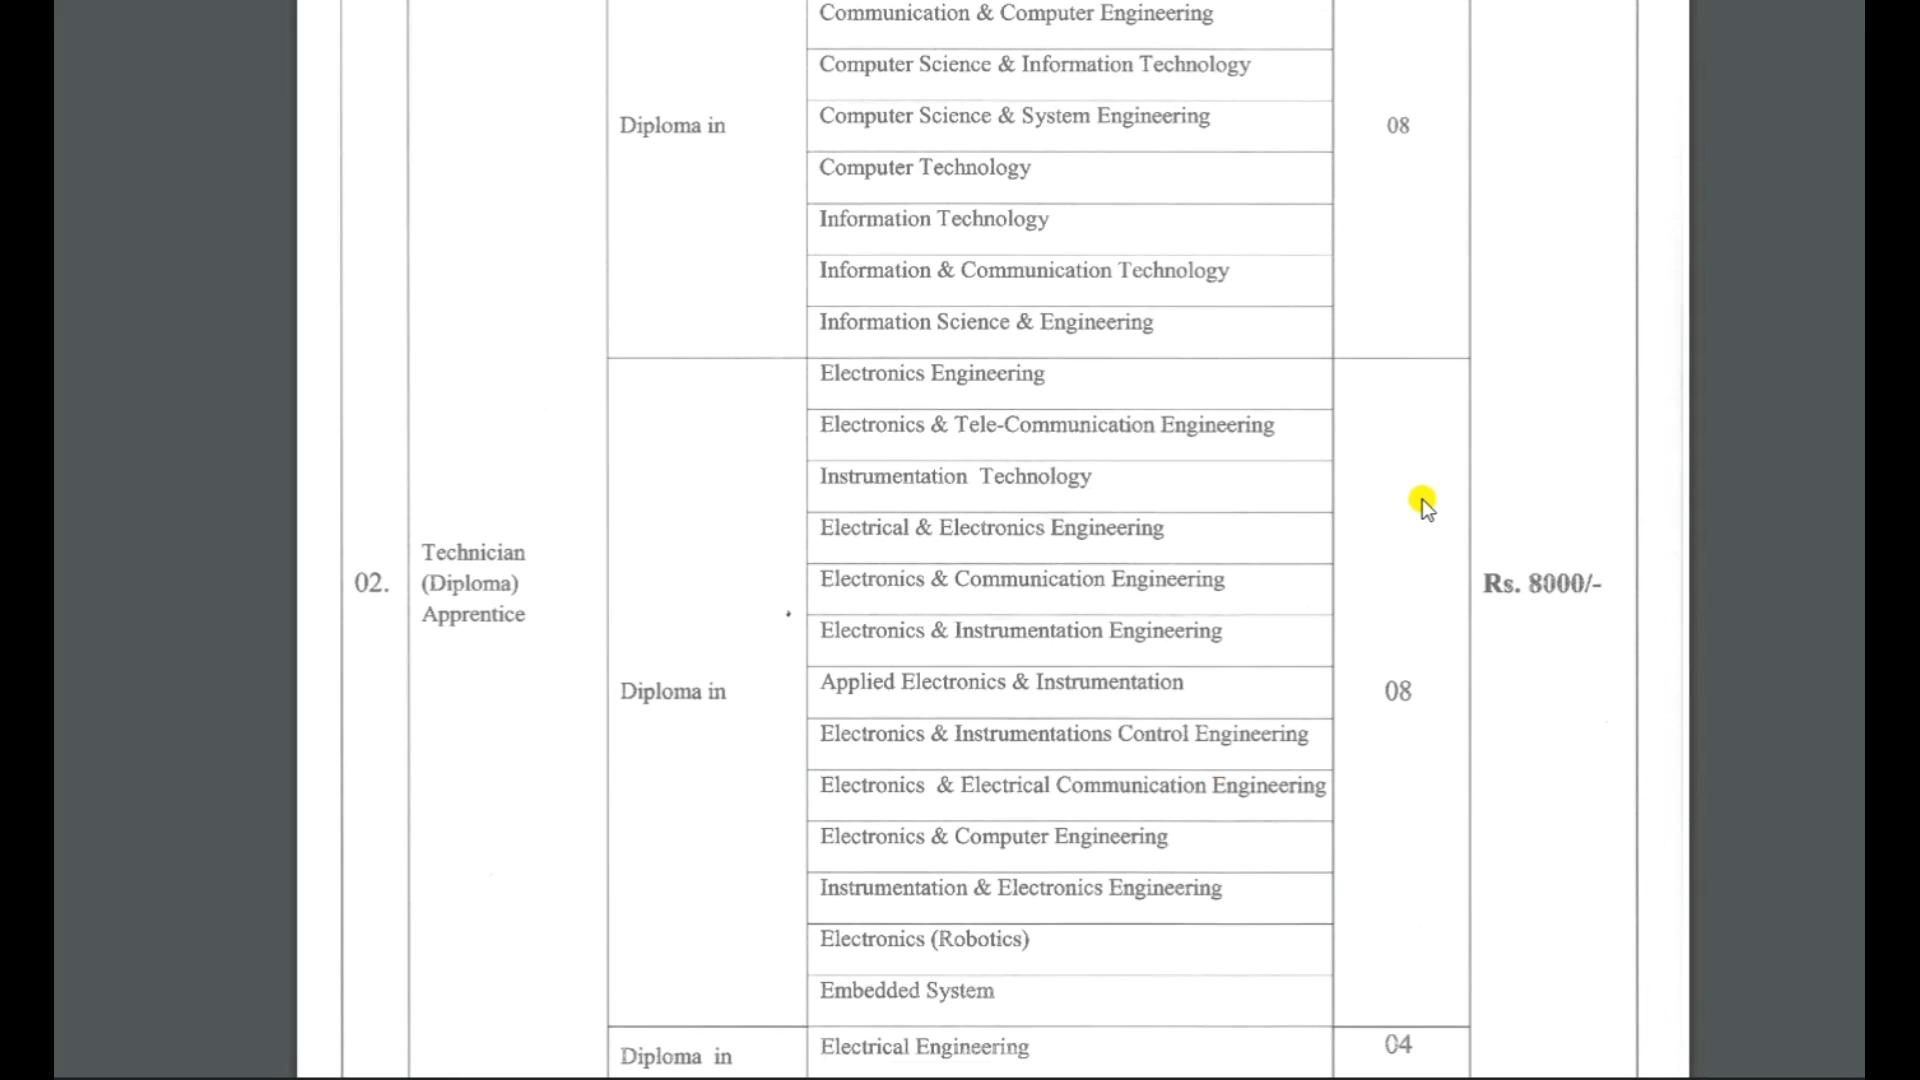 Communication & Computer Engineering
Computer Science & Information Technology
Computer Science & System Engineering
Diploma in
08
Computer Technology
Information Technology
Information & Communication Technology
Information Science & Engineering
Electronics Engineering
Electronics & Tele-Communication Engineering
Instrumentation Technology
Electrical & Electronics Engineering
02.
Technician
(Diploma)
Apprentice
Electronics & Communication Engineering
Rs. 8000/-
Electronics & Instrumentation Engineering
Diploma in
Applied Electronics & Instrumentation
08
Electronics & Instrumentations Control Engineering
Electronics & Electrical Communication Engineering
Electronics & Computer Engineering
Instrumentation & Electronics Engineering
Electronics (Robotics)
Embedded System
Diploma in
Electrical Engineering
04